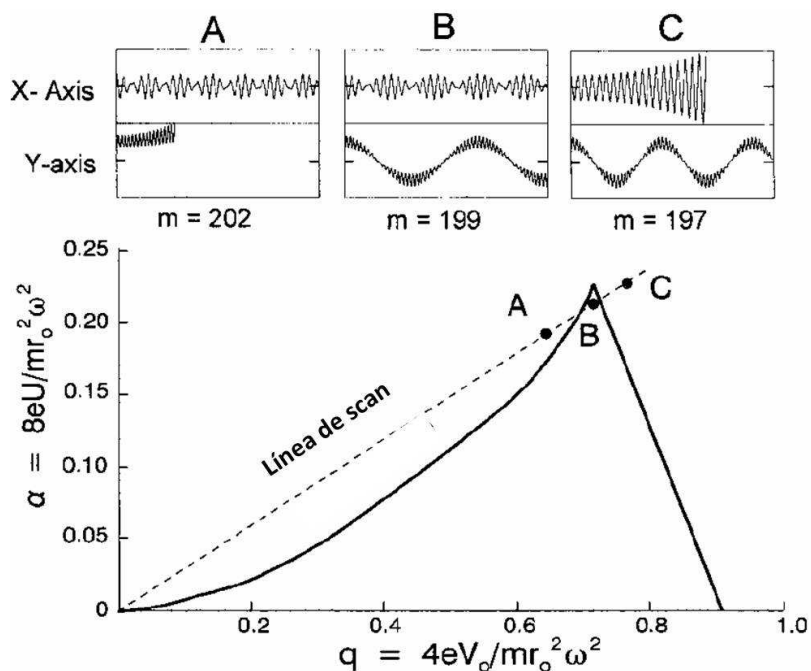 A B C
X- Axis
Y-axis
m = 202 m = 199 m = 197
0.25
0.20
0.15
0.10
0.05
0
α = 8eU/mr₀²ω²
Línea de scan
A
B
C
0.2 0.4 0.6 0.8 1.0
q = 4eV₀/mr₀²ω²